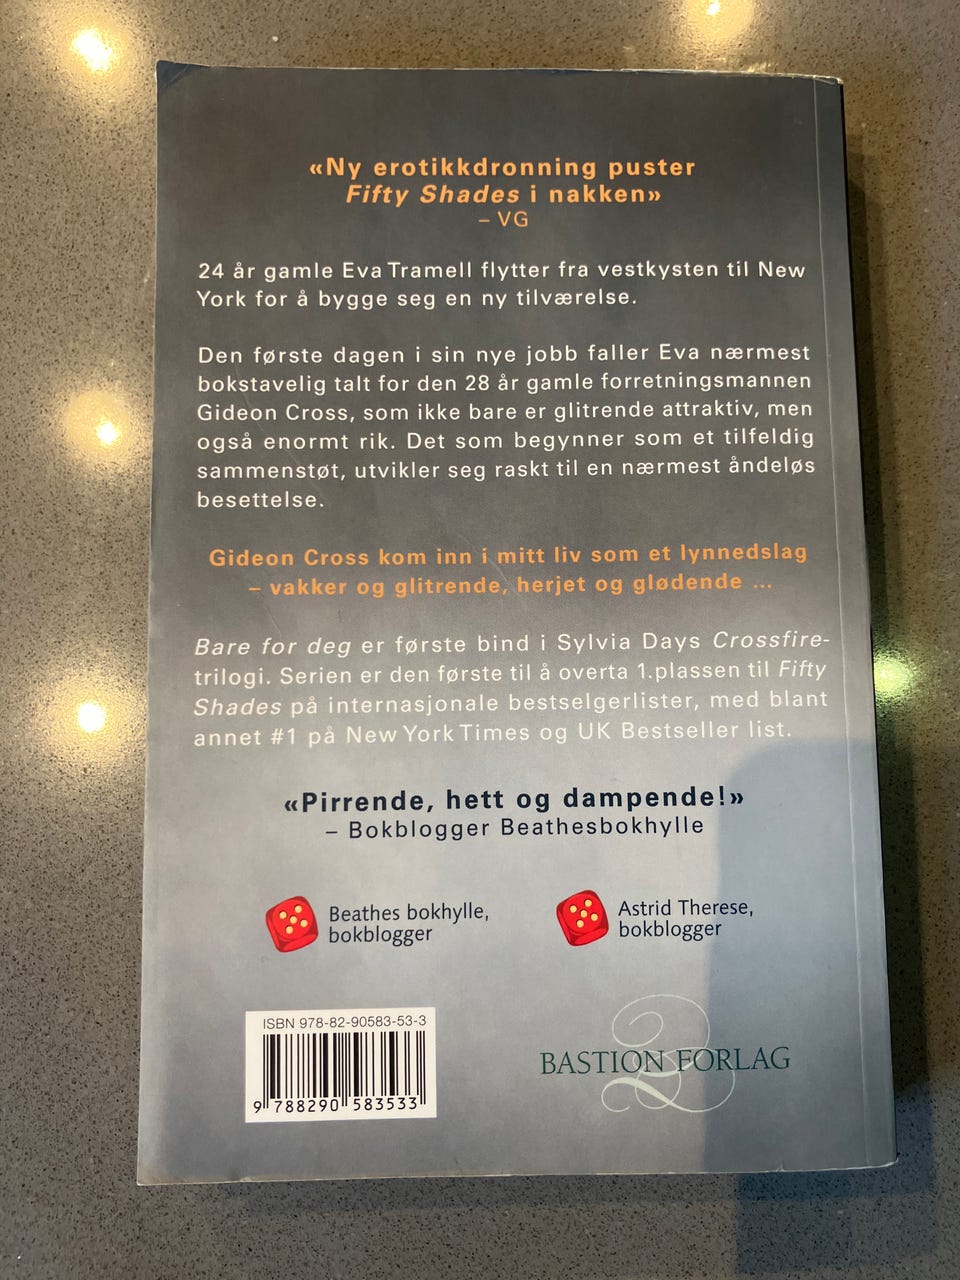 «Ny erotikkdronning puster
Fifty Shades i nakken»
– VG
24 år gamle Eva Tramell flytter fra vestkysten til New
York for å bygge seg en ny tilværelse.
Den første dagen i sin nye jobb faller Eva nærmest
bokstavelig talt for den 28 år gamle forretningsmannen
Gideon Cross, som ikke bare er glitrende attraktiv, men
også enormt rik. Det som begynner som et tilfeldig
sammenstøt, utvikler seg raskt til en nærmest åndeløs
besettelse.
Gideon Cross kom inn i mitt liv som et lynnedslag
– vakker og glitrende, herjet og glødende ...
Bare for deg er første bind i Sylvia Days Crossfire-
trilogi. Serien er den første til å overta 1.plassen til Fifty
Shades på internasjonale bestselgerlister, med blant
annet #1 på New York Times og UK Bestseller list.
«Pirrende, hett og dampende!»
– Bokblogger Beathesbokhylle
Beathes bokhylle,
bokblogger
Astrid Therese,
bokblogger
ISBN 978-82-90583-53-3
9 788290 583533
BASTION FORLAG